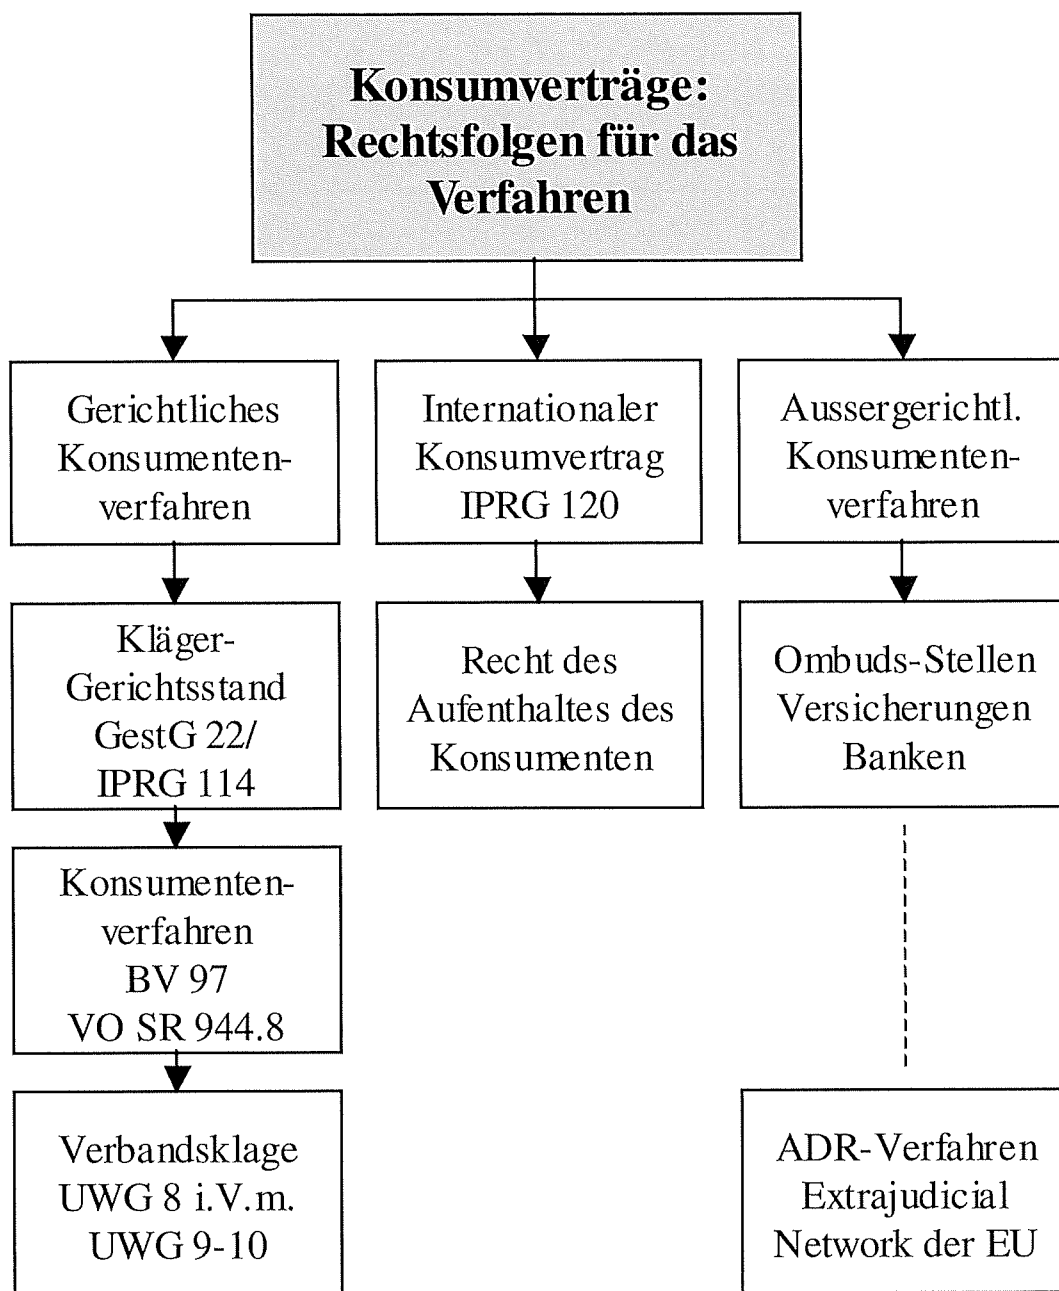 Konsumverträge:
Rechtsfolgen für das
Verfahren
Gerichtliches
Konsumenten-
verfahren
Internationaler
Konsumvertrag
IPRG 120
Aussergerichtl.
Konsumenten-
verfahren
Kläger-
Gerichtsstand
GestG 22/
IPRG 114
Recht des
Aufenthaltes des
Konsumenten
Ombuds-Stellen
Versicherungen
Banken
Konsumenten-
verfahren
BV 97
VO SR 944.8
Verbandsklage
UWG 8 i.V.m.
UWG 9-10
ADR-Verfahren
Extrajudicial
Network der EU